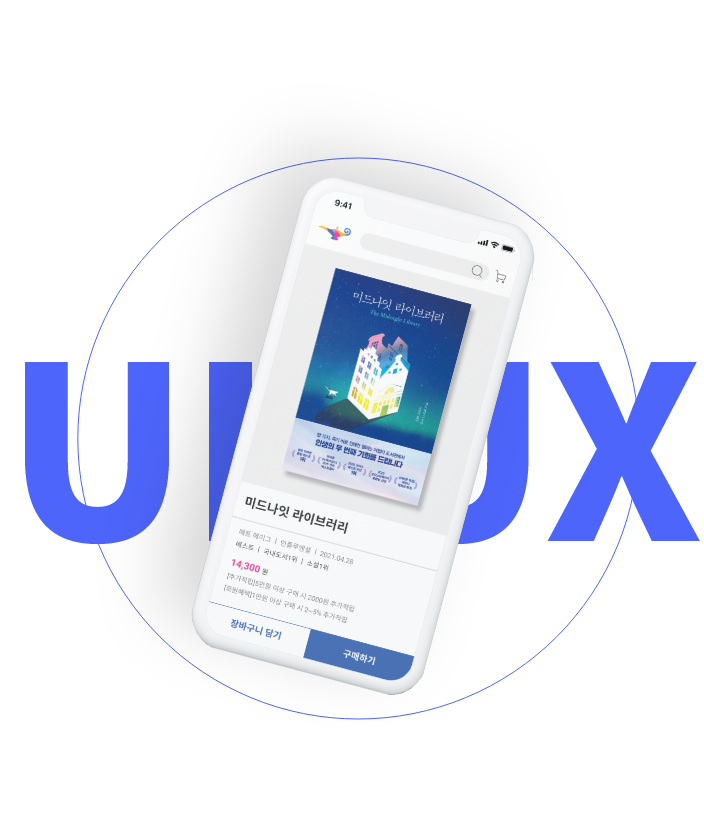 UI UX
9:41
미드나잇 라이브러리
The Midnight Library
인생의 두 번째 기회를 드립니다
미드나잇 라이브러리
매트 헤이그 | 인플루엔셜 | 2021.04.28
베스트 | 국내도서1위 | 소설1위
14,300 원
[추가적립]5만원 이상 구매 시 2000원 추가적립
[회원혜택]1만원 이상 구매 시 2~5% 추가적립
장바구니 담기
구매하기